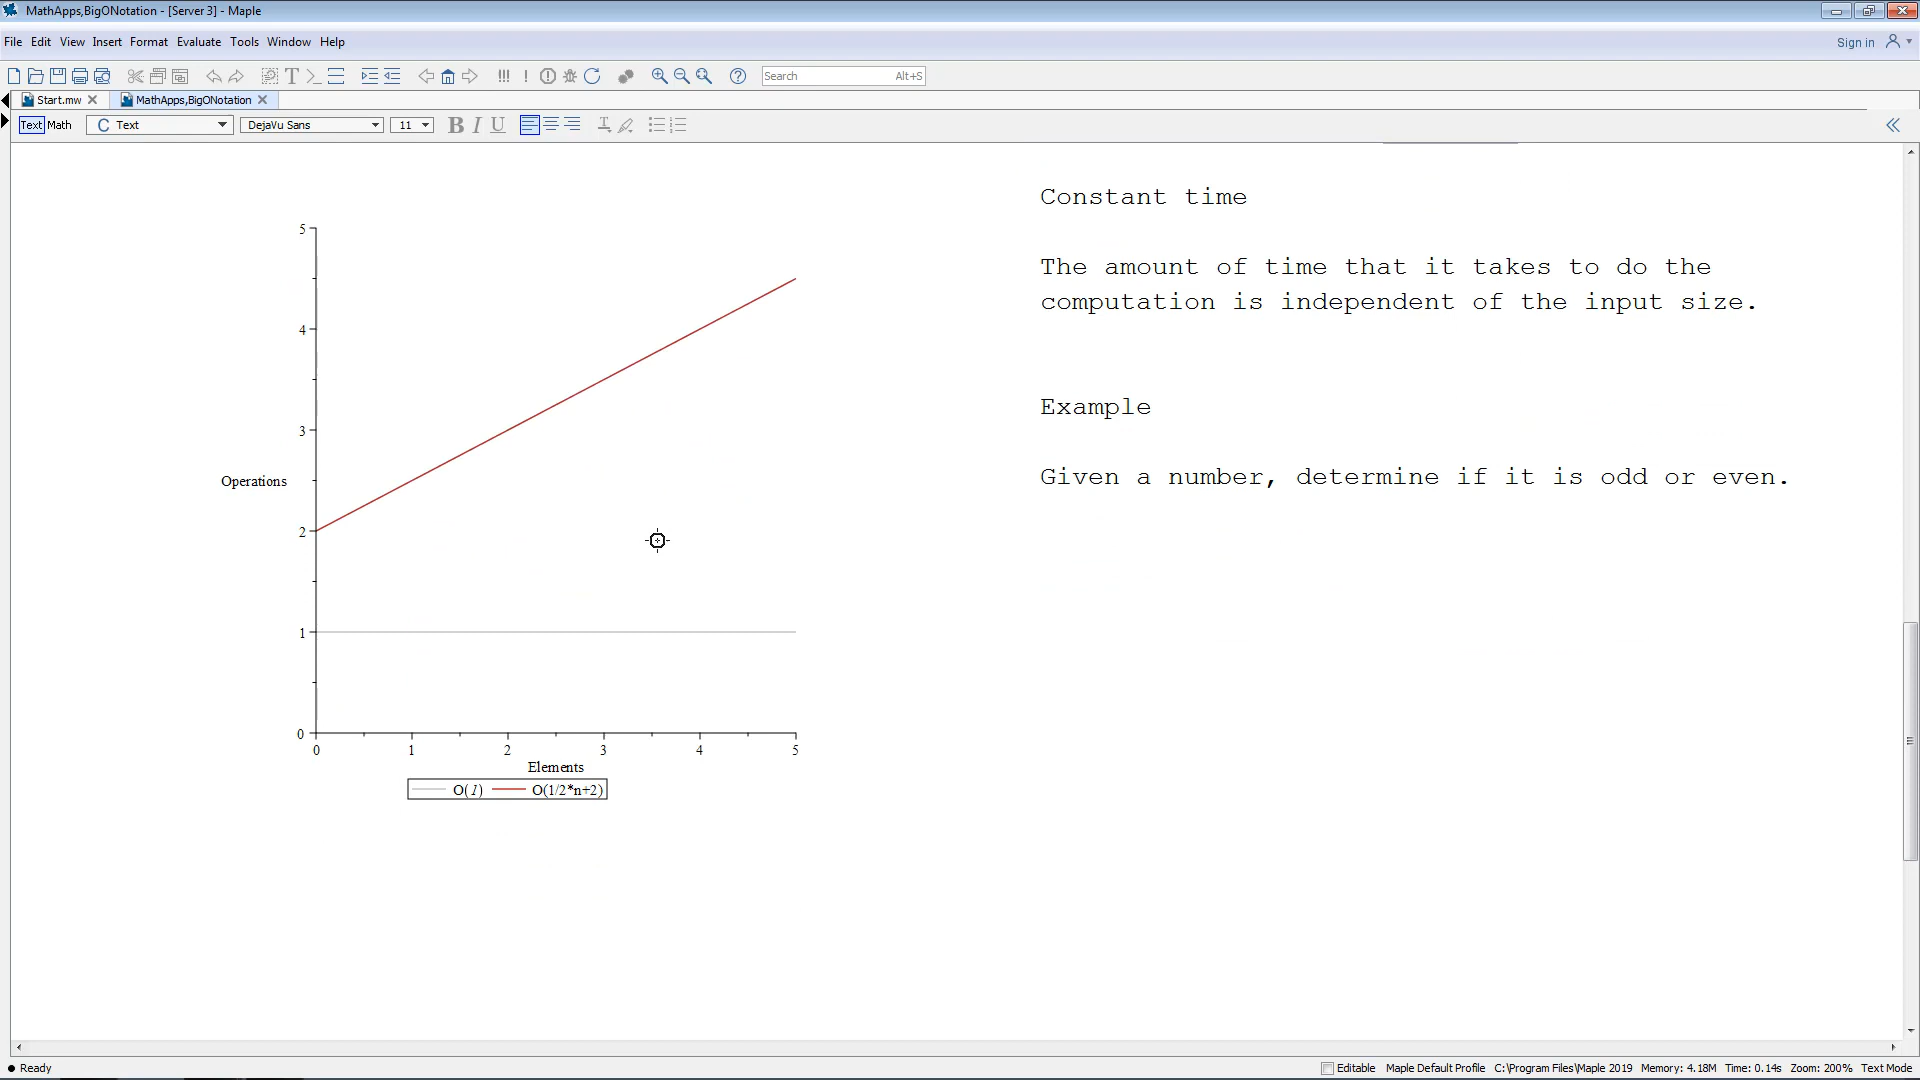 MathApps,BigONotation - [Server 3] - Maple
File Edit View Insert Format Evaluate Tools Window Help
Sign in
Search Alt+S
Start.mw MathApps,BigONotation
Text Math C Text DejaVu Sans 11 B I U
Constant time
The amount of time that it takes to do the
computation is independent of the input size.
Example
Given a number, determine if it is odd or even.
5
4
3
Operations
2
1
0
0 1 2 3 4 5
Elements
O(1) O(1/2*n+2)
Ready
Editable Maple Default Profile C:\Program Files\Maple 2019 Memory: 4.18M Time: 0.14s Zoom: 200% Text Mode